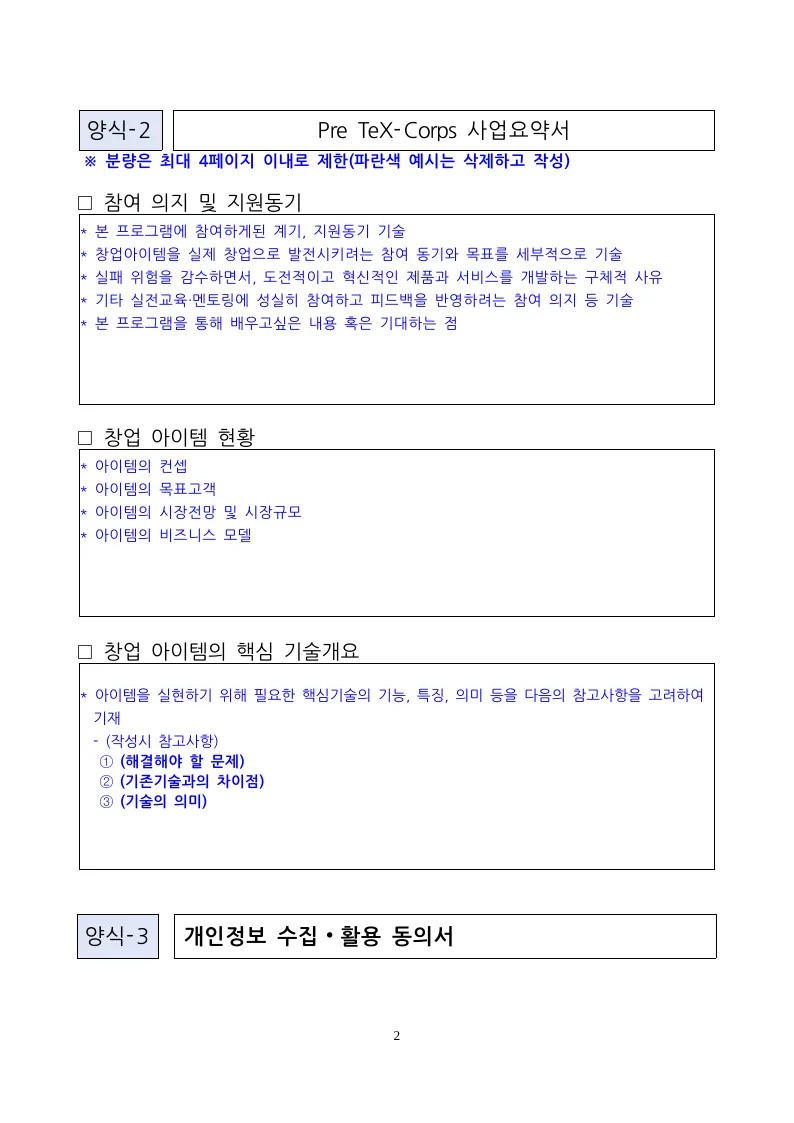 양식-2
Pre TeX-Corps 사업요약서
※ 분량은 최대 4페이지 이내로 제한(파란색 예시는 삭제하고 작성)
□ 참여 의지 및 지원동기
* 본 프로그램에 참여하게된 계기, 지원동기 기술
* 창업아이템을 실제 창업으로 발전시키려는 참여 동기와 목표를 세부적으로 기술
* 실패 위험을 감수하면서, 도전적이고 혁신적인 제품과 서비스를 개발하는 구체적 사유
* 기타 실전교육·멘토링에 성실히 참여하고 피드백을 반영하려는 참여 의지 등 기술
* 본 프로그램을 통해 배우고싶은 내용 혹은 기대하는 점
□ 창업 아이템 현황
* 아이템의 컨셉
* 아이템의 목표고객
* 아이템의 시장전망 및 시장규모
* 아이템의 비즈니스 모델
□ 창업 아이템의 핵심 기술개요
* 아이템을 실현하기 위해 필요한 핵심기술의 기능, 특징, 의미 등을 다음의 참고사항을 고려하여
기재
- (작성시 참고사항)
① (해결해야 할 문제)
② (기존기술과의 차이점)
③ (기술의 의미)
양식-3
개인정보 수집・활용 동의서
2